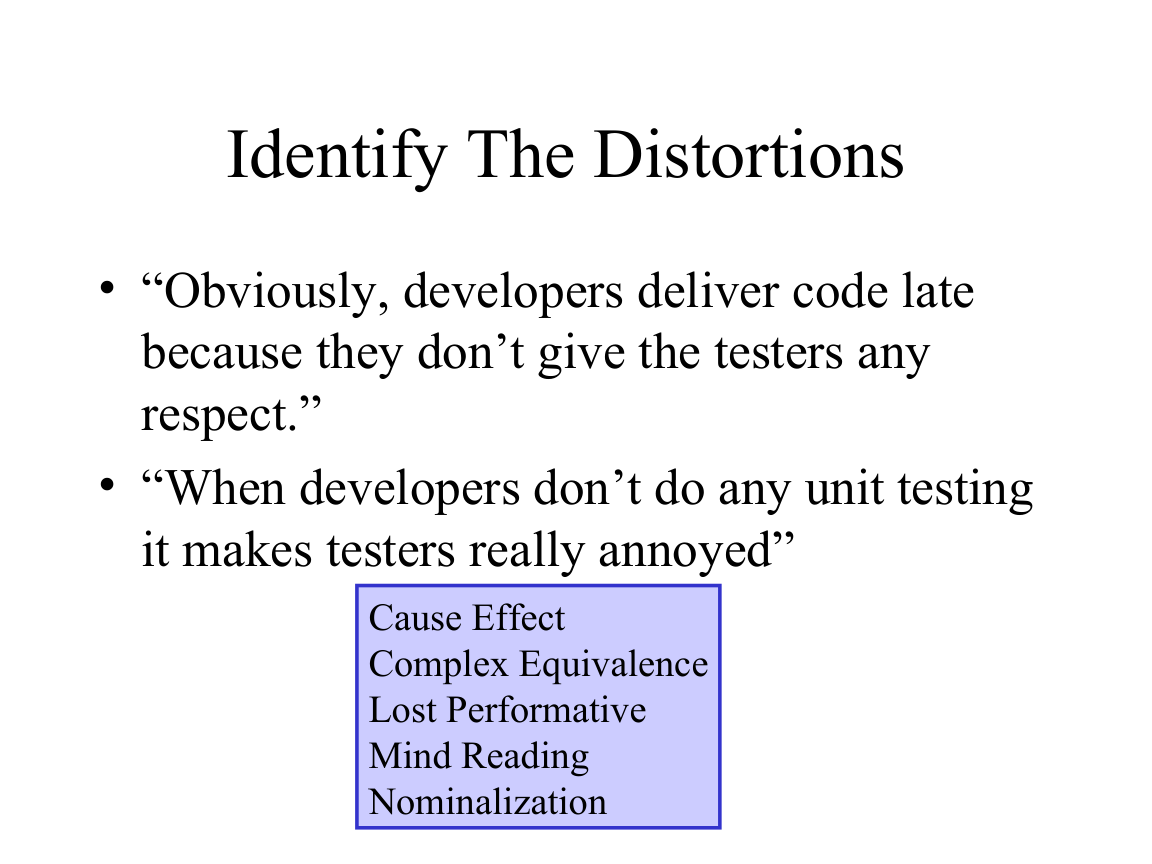 Identify The Distortions
• “Obviously, developers deliver code late
because they don’t give the testers any
respect.”
• “When developers don’t do any unit testing
it makes testers really annoyed”
Cause Effect
Complex Equivalence
Lost Performative
Mind Reading
Nominalization